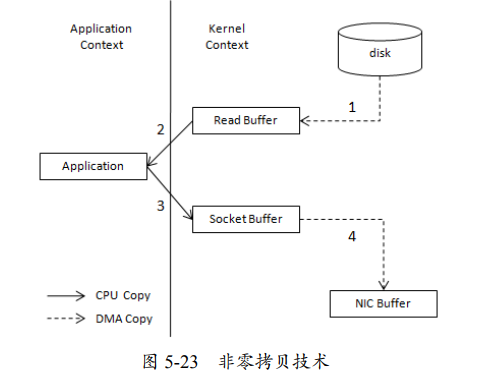 Application
Context
Kernel
Context
disk
1
Read Buffer
2
Application
3
Socket Buffer
4
CPU Copy
DMA Copy
NIC Buffer
图 5-23 非零拷贝技术